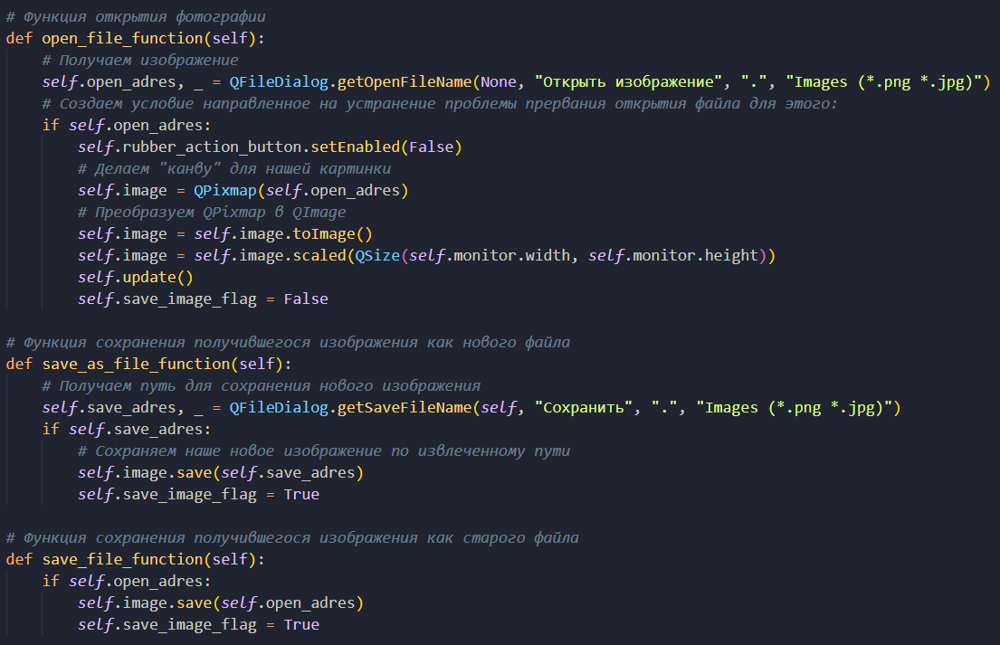 # Функция открытия фотографии
def open_file_function(self):
    # Получаем изображение
    self.open_adres, _ = QFileDialog.getOpenFileName(None, "Открыть изображение", ".", "Images (*.png *.jpg)")
    # Создаем условие направленное на устранение проблемы прервания открытия файла для этого:
    if self.open_adres:
        self.rubber_action_button.setEnabled(False)
        # Делаем "канву" для нашей картинки
        self.image = QPixmap(self.open_adres)
        # Преобразуем QPixmap в QImage
        self.image = self.image.toImage()
        self.image = self.image.scaled(QSize(self.monitor.width, self.monitor.height))
        self.update()
        self.save_image_flag = False

# Функция сохранения получившегося изображения как нового файла
def save_as_file_function(self):
    # Получаем путь для сохранения нового изображения
    self.save_adres, _ = QFileDialog.getSaveFileName(self, "Сохранить", ".", "Images (*.png *.jpg)")
    if self.save_adres:
        # Сохраняем наше новое изображение по извлеченному пути
        self.image.save(self.save_adres)
        self.save_image_flag = True

# Функция сохранения получившегося изображения как старого файла
def save_file_function(self):
    if self.open_adres:
        self.image.save(self.open_adres)
        self.save_image_flag = True